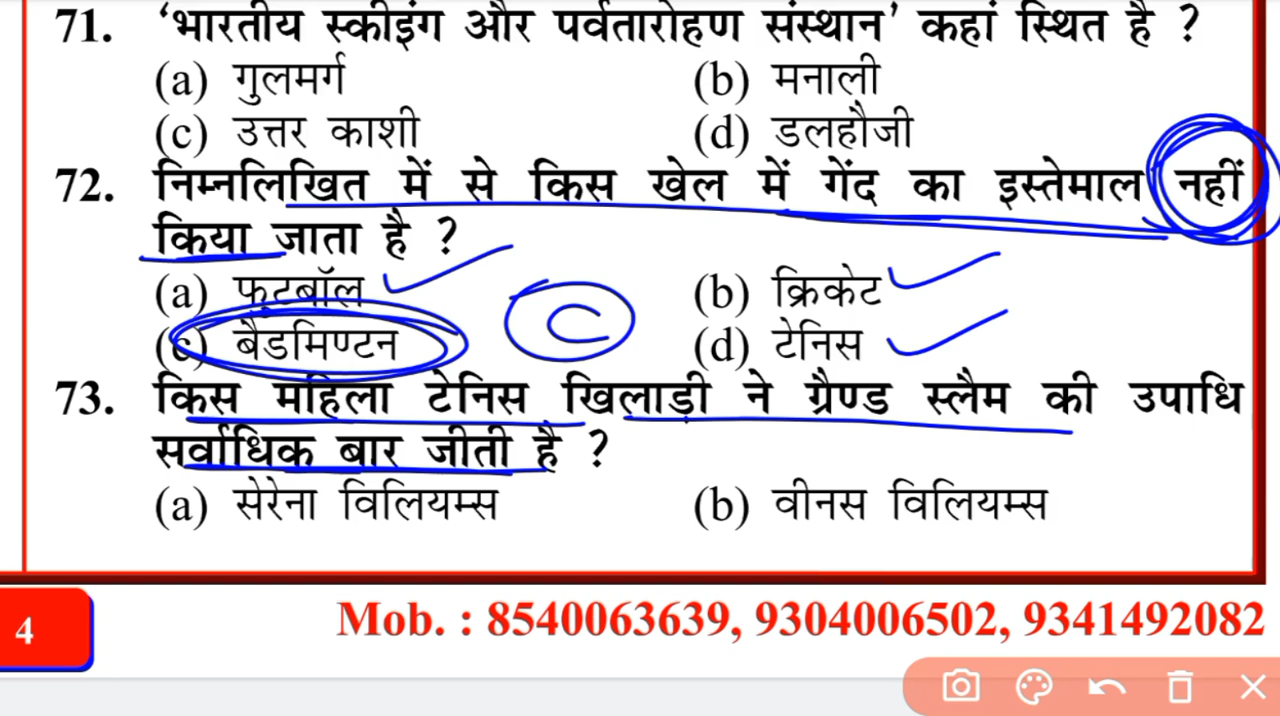 71. ‘भारतीय स्कीइंग और पर्वतारोहण संस्थान’ कहां स्थित है ?
(a) गुलमर्ग (b) मनाली
(c) उत्तर काशी (d) डलहौजी
72. निम्नलिखित में से किस खेल में गेंद का इस्तेमाल नहीं
किया जाता है ?
(a) फुटबॉल (b) क्रिकेट
(c) बैडमिण्टन C (d) टेनिस
73. किस महिला टेनिस खिलाड़ी ने ग्रैण्ड स्लैम की उपाधि
सर्वाधिक बार जीती है ?
(a) सेरेना विलियम्स (b) वीनस विलियम्स
4 Mob. : 8540063639, 9304006502, 9341492082